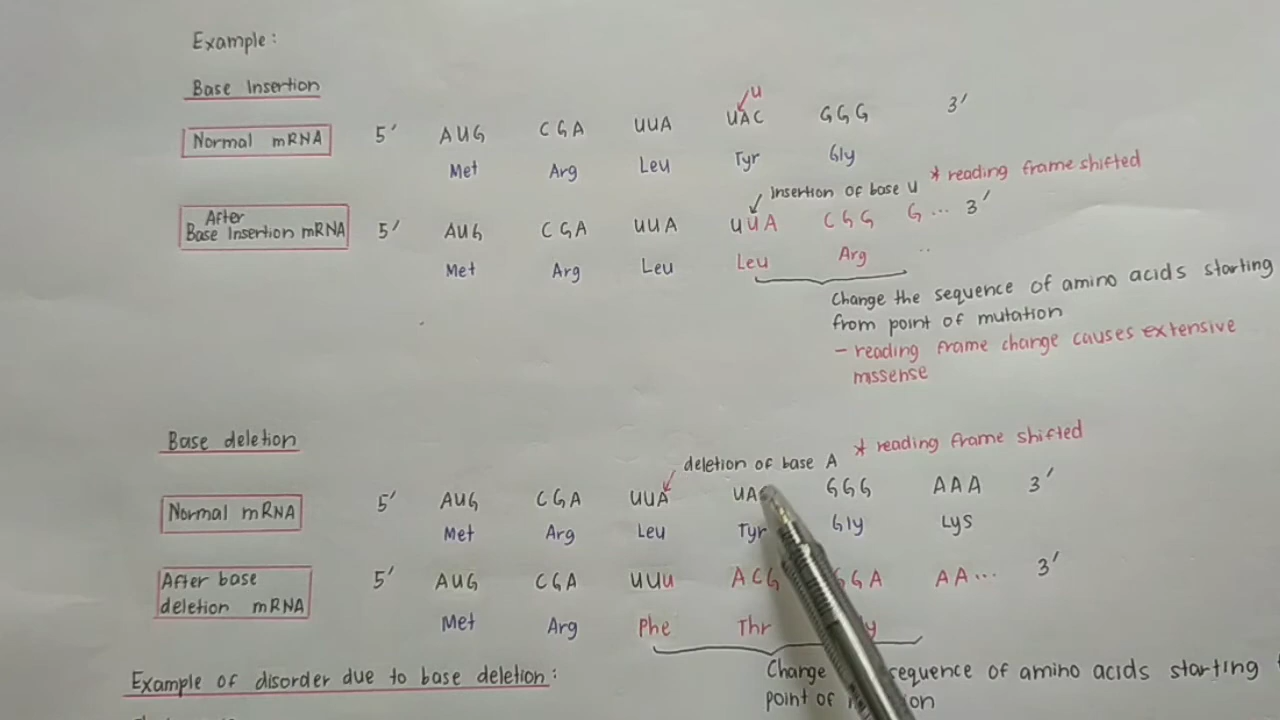 Example:
Base Insertion
U
Normal mRNA 5' AUG CGA UUA UAC GGG 3'
Met Arg Leu Tyr Gly
Insertion of base U * reading frame shifted
After
Base Insertion mRNA 5' AUG CGA UUA UUA CGG G... 3'
Met Arg Leu Leu Arg ..
Change the sequence of amino acids starting
from point of mutation
- reading frame change causes extensive
missense
Base deletion
deletion of base A * reading frame shifted
Normal mRNA 5' AUG CGA UUA GGG AAA 3'
Met Arg Leu Tyr Gly Lys
After base
deletion mRNA 5' AUG CGA UUU ACG AA... 3'
Met Arg Phe Thr
Change sequence of amino acids starting
point of
Example of disorder due to base deletion: